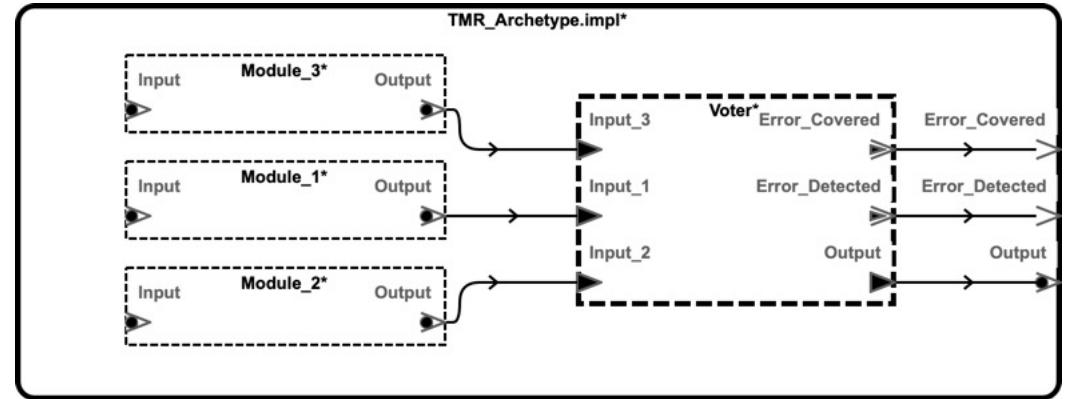 TMR_Archetype.impl*
Input Module_3* Output
Input Module_1* Output
Input Module_2* Output
Voter*
Input_3 Error_Covered
Input_1 Error_Detected
Input_2 Output
Error_Covered
Error_Detected
Output